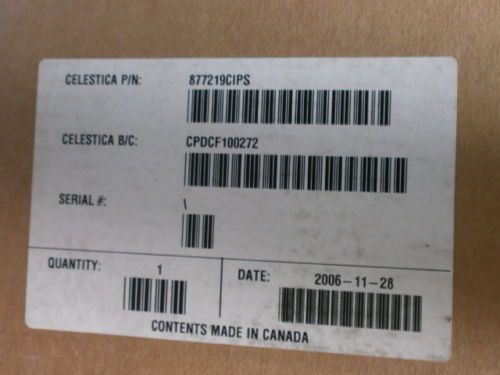 CELESTICA P/N: 877219CIPS
CELESTICA B/C: CPDCF100272
SERIAL #: \
QUANTITY: 1 DATE: 2006-11-28
CONTENTS MADE IN CANADA